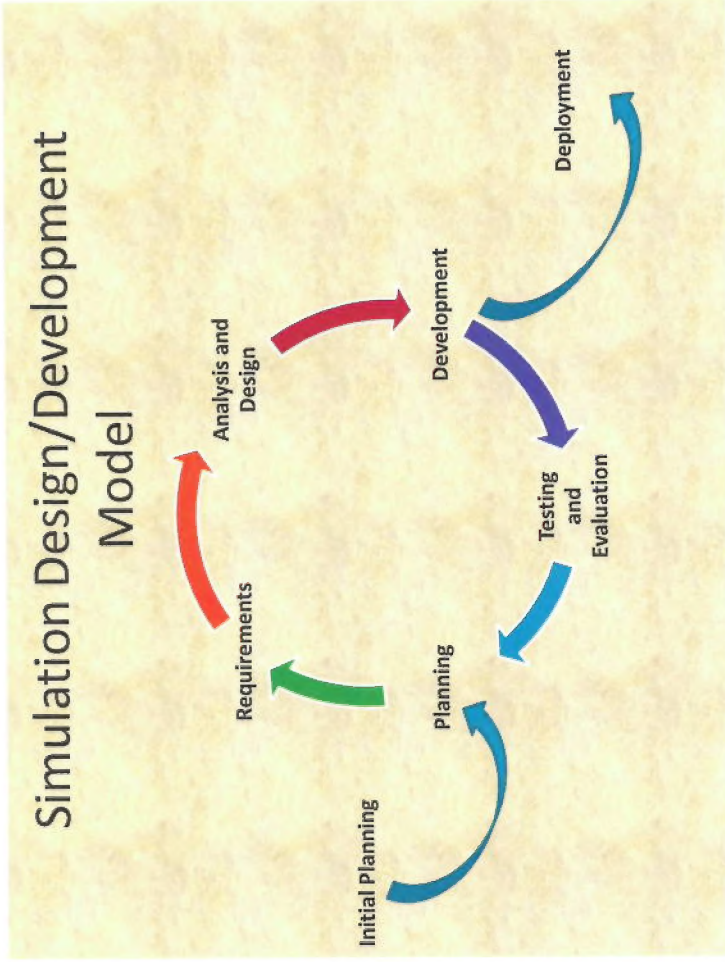 Simulation Design/Development
Model
Initial Planning
Planning
Requirements
Analysis and
Design
Development
Testing
and
Evaluation
Deployment